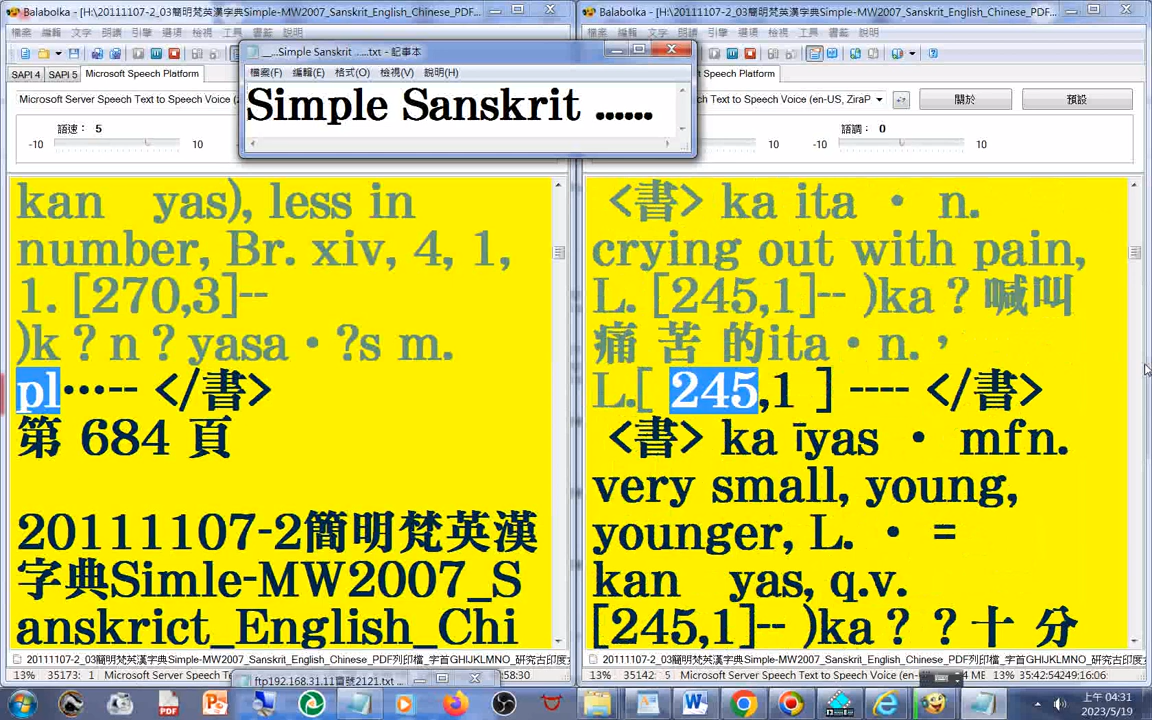 Balabolka - [H:\20111107-2_03簡明梵英漢字典Simple-MW2007_Sanskrit_English_Chinese_PDF...
Balabolka - [H:\20111107-2_03簡明梵英漢字典Simple-MW2007_Sanskrit_English_Chinese_PDF...
__...Simple Sanskrit .....txt - 記事本
檔案(F) 編輯(E) 格式(O) 檢視(V) 說明(H)
Simple Sanskrit ......
SAPI 4 SAPI 5 Microsoft Speech Platform
Speech Platform
Microsoft Server Speech Text to Speech Voice
xt to Speech Voice (en-US, ZiraP
關於
預設
語速： 5
語調： 0
-10 10
-10 10
kan yas), less in
number, Br. xiv, 4, 1,
1. [270,3]--
)k？n？yasa•?s m.
pl…-- </書>
第 684 頁
20111107-2簡明梵英漢
字典Simle-MW2007_S
anskrict_English_Chi
<書> ka ita • n.
crying out with pain,
L. [245,1]-- )ka？喊叫
痛 苦 的ita•n.，
L.[ 245,1 ] ---- </書>
<書> ka īyas • mfn.
very small, young,
younger, L. • =
kan yas, q.v.
[245,1]-- )ka？？十 分
20111107-2_03簡明梵英漢字典Simple-MW2007_Sanskrit_English_Chinese_PDF列印檔_字首GHIJKLMNO_研究古印度
20111107-2_03簡明梵英漢字典Simple-MW2007_Sanskrit_English_Chinese_PDF列印檔_字首GHIJKLMNO_研究古印度
13% 35173: 1 Microsoft Speech
ftp192.168.31.11冒號2121.txt ...
:58:30
13% 35142: 5 Microsoft Server Speech Text to
35:42:54249:16:06
上午 04:31
2023/5/19